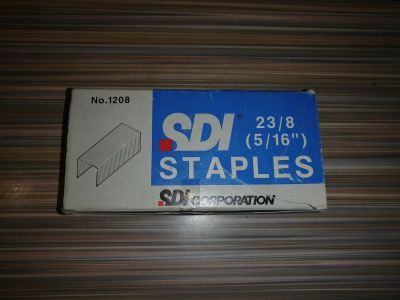 No.1208
SDI
23/8
(5/16")
STAPLES
SDI CORPORATION